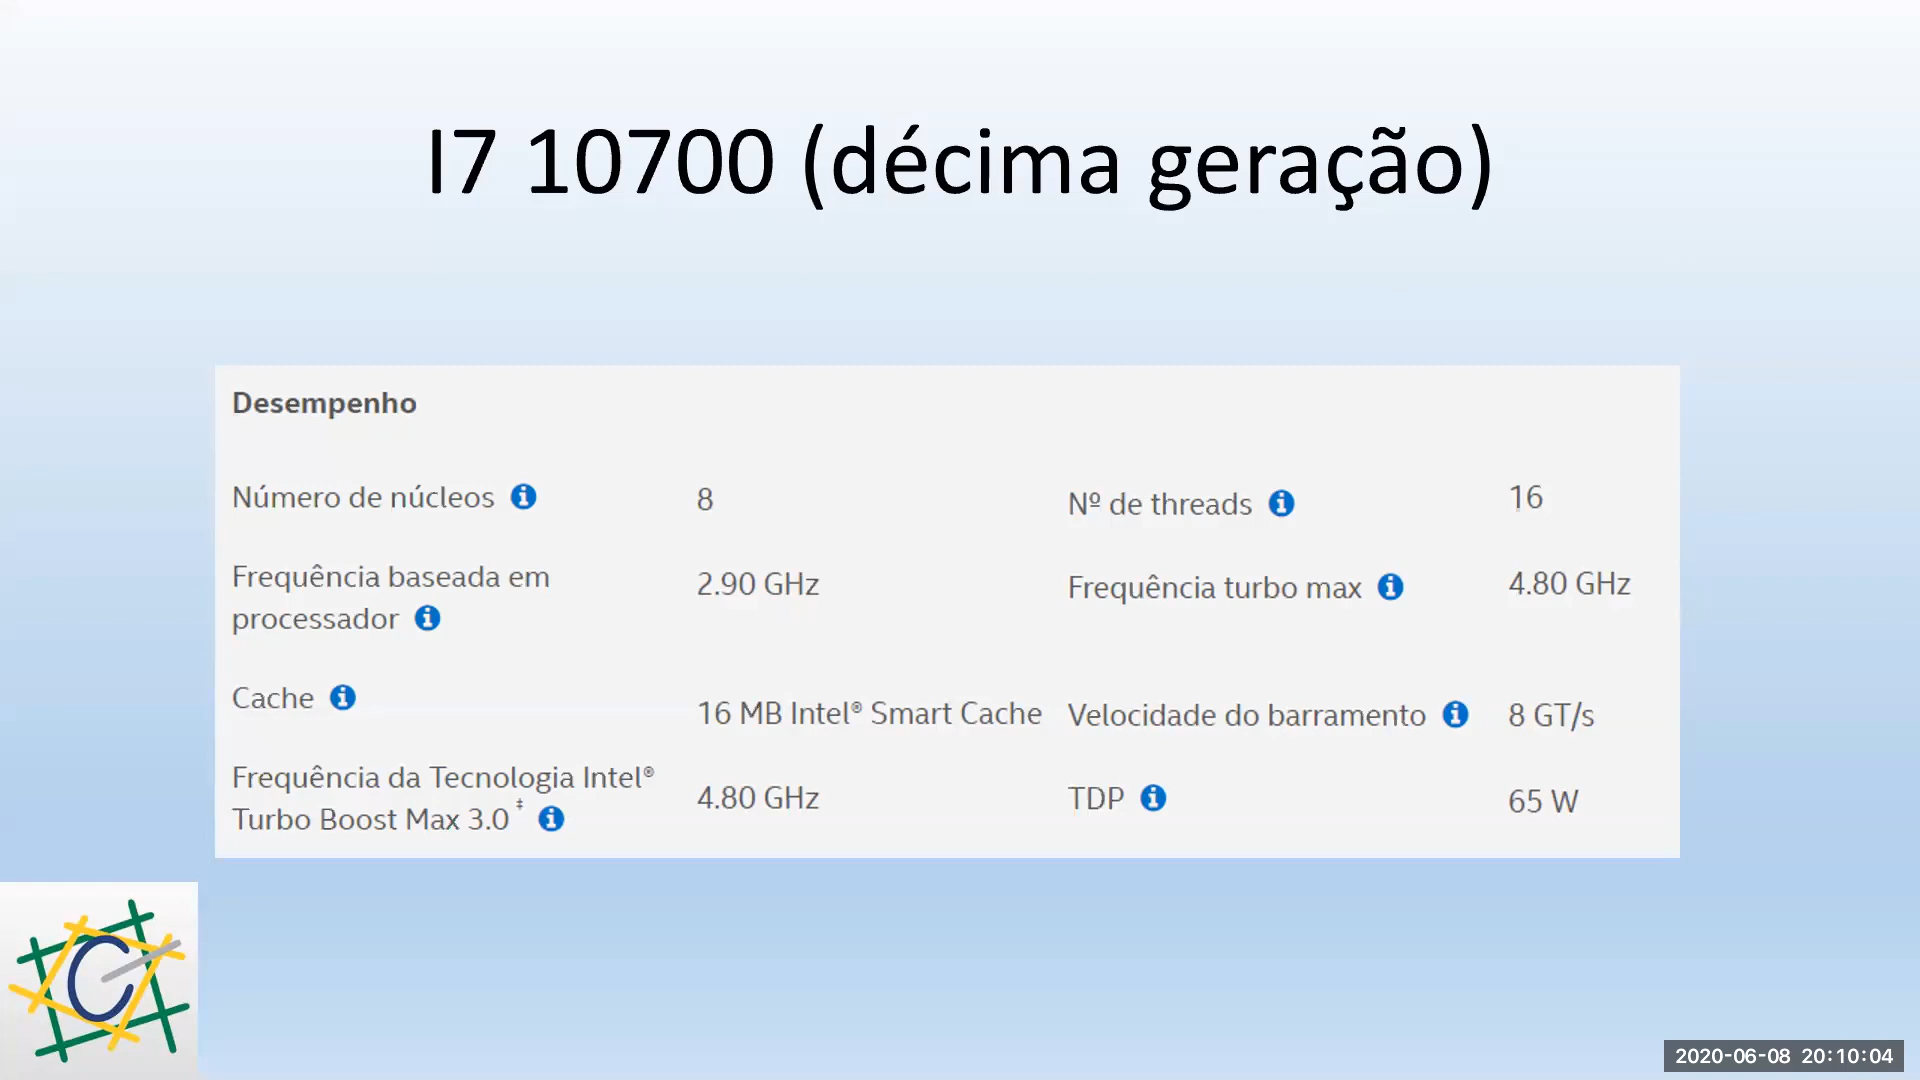 I7 10700 (décima geração)
Desempenho
Número de núcleos 8 Nº de threads 16
Frequência baseada em
processador 2.90 GHz Frequência turbo max 4.80 GHz
Cache 16 MB Intel® Smart Cache Velocidade do barramento 8 GT/s
Frequência da Tecnologia Intel®
Turbo Boost Max 3.0 ‡ 4.80 GHz TDP 65 W
2020-06-08 20:10:04